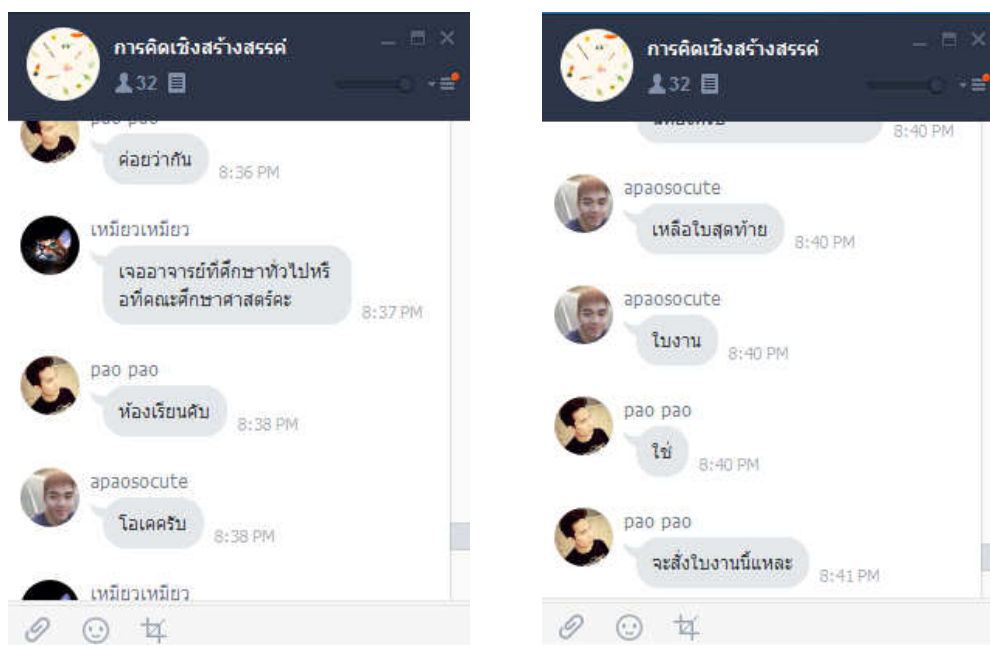 การคิดเชิงสร้างสรรค์
32
pao pao
ค่อยว่ากัน
8:36 PM
เหมียวเหมียว
เจออาจารย์ที่ศึกษาทั่วไปหรื
อที่คณะศึกษาศาสตร์คะ
8:37 PM
pao pao
ห้องเรียนคับ
8:38 PM
apaosocute
โอเคครับ
8:38 PM
เหมียวเหมียว
การคิดเชิงสร้างสรรค์
32
8:40 PM
apaosocute
เหลือใบสุดท้าย
8:40 PM
apaosocute
ใบงาน
8:40 PM
pao pao
ใช่
8:40 PM
pao pao
จะสั่งใบงานนี้แหละ
8:41 PM